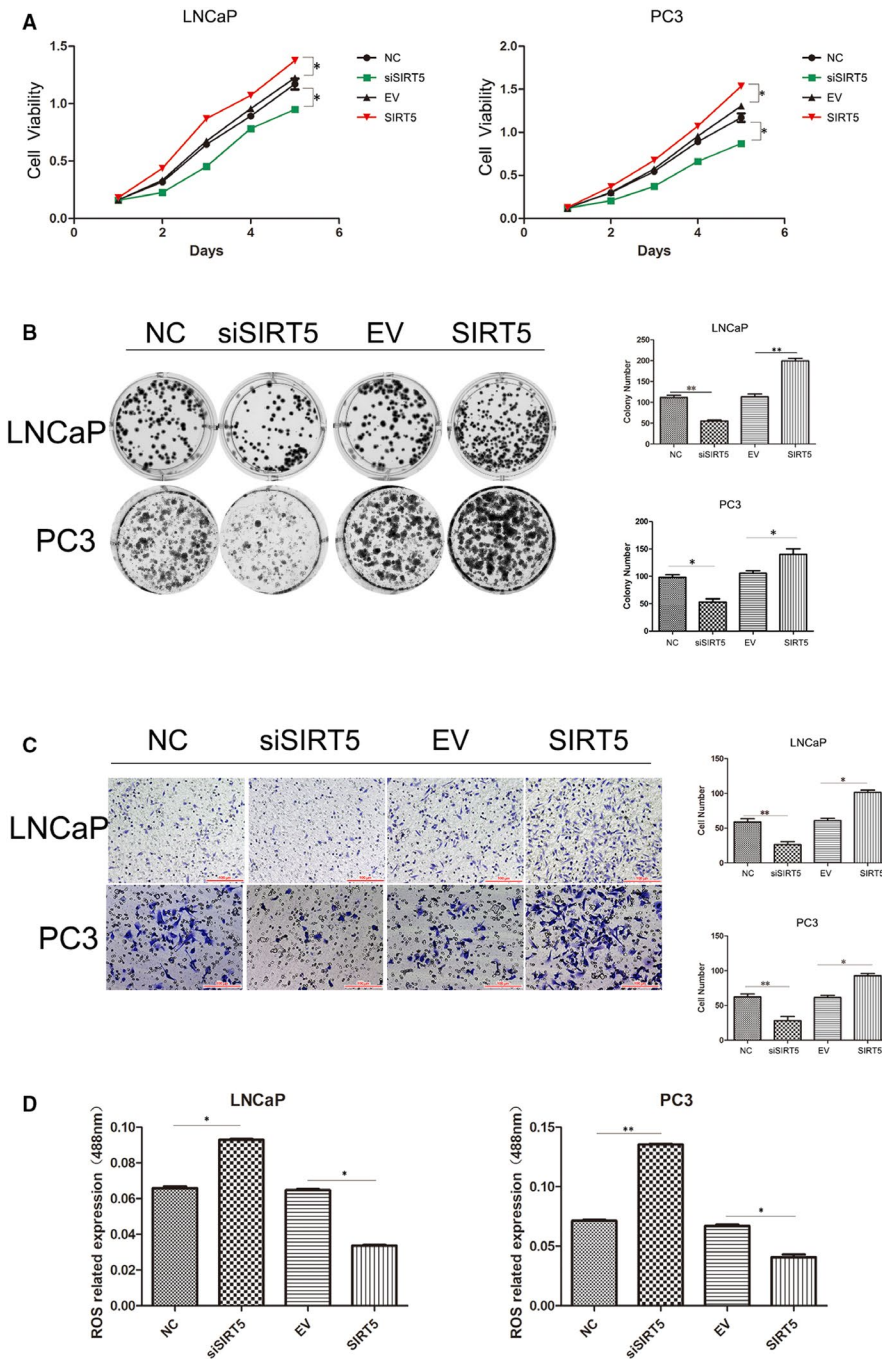 A
LNCaP
Cell Viability
1.5
1.0
0.5
0.0
0 2 4 6
Days
NC
siSIRT5
EV
SIRT5
*
*
PC3
Cell Viability
2.0
1.5
1.0
0.5
0.0
0 2 4 6
Days
NC
siSIRT5
EV
SIRT5
*
*
B
NC siSIRT5 EV SIRT5
LNCaP
PC3
LNCaP
Colony Number
250
200
150
100
50
0
** **
NC siSIRT5 EV SIRT5
PC3
Colony Number
200
150
100
50
0
* *
NC siSIRT5 EV SIRT5
C
NC siSIRT5 EV SIRT5
LNCaP
PC3
LNCaP
Cell Number
150
100
50
0
** *
NC siSIRT5 EV SIRT5
PC3
Cell Number
150
100
50
0
** *
NC siSIRT5 EV SIRT5
D
LNCaP
ROS related expression（488nm）
0.10
0.08
0.06
0.04
0.02
0.00
* *
NC siSIRT5 EV SIRT5
PC3
ROS related expression（488nm）
0.15
0.10
0.05
0.00
** *
NC siSIRT5 EV SIRT5